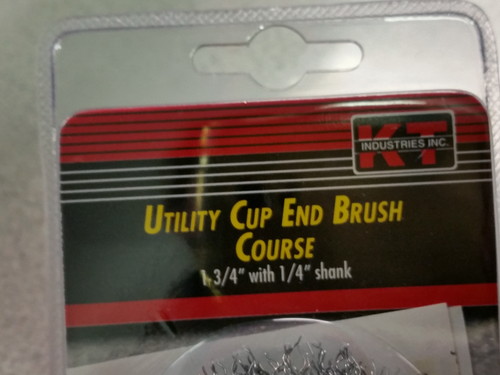 KT
INDUSTRIES INC.
UTILITY CUP END BRUSH
COURSE
1-3/4" with 1/4" shank